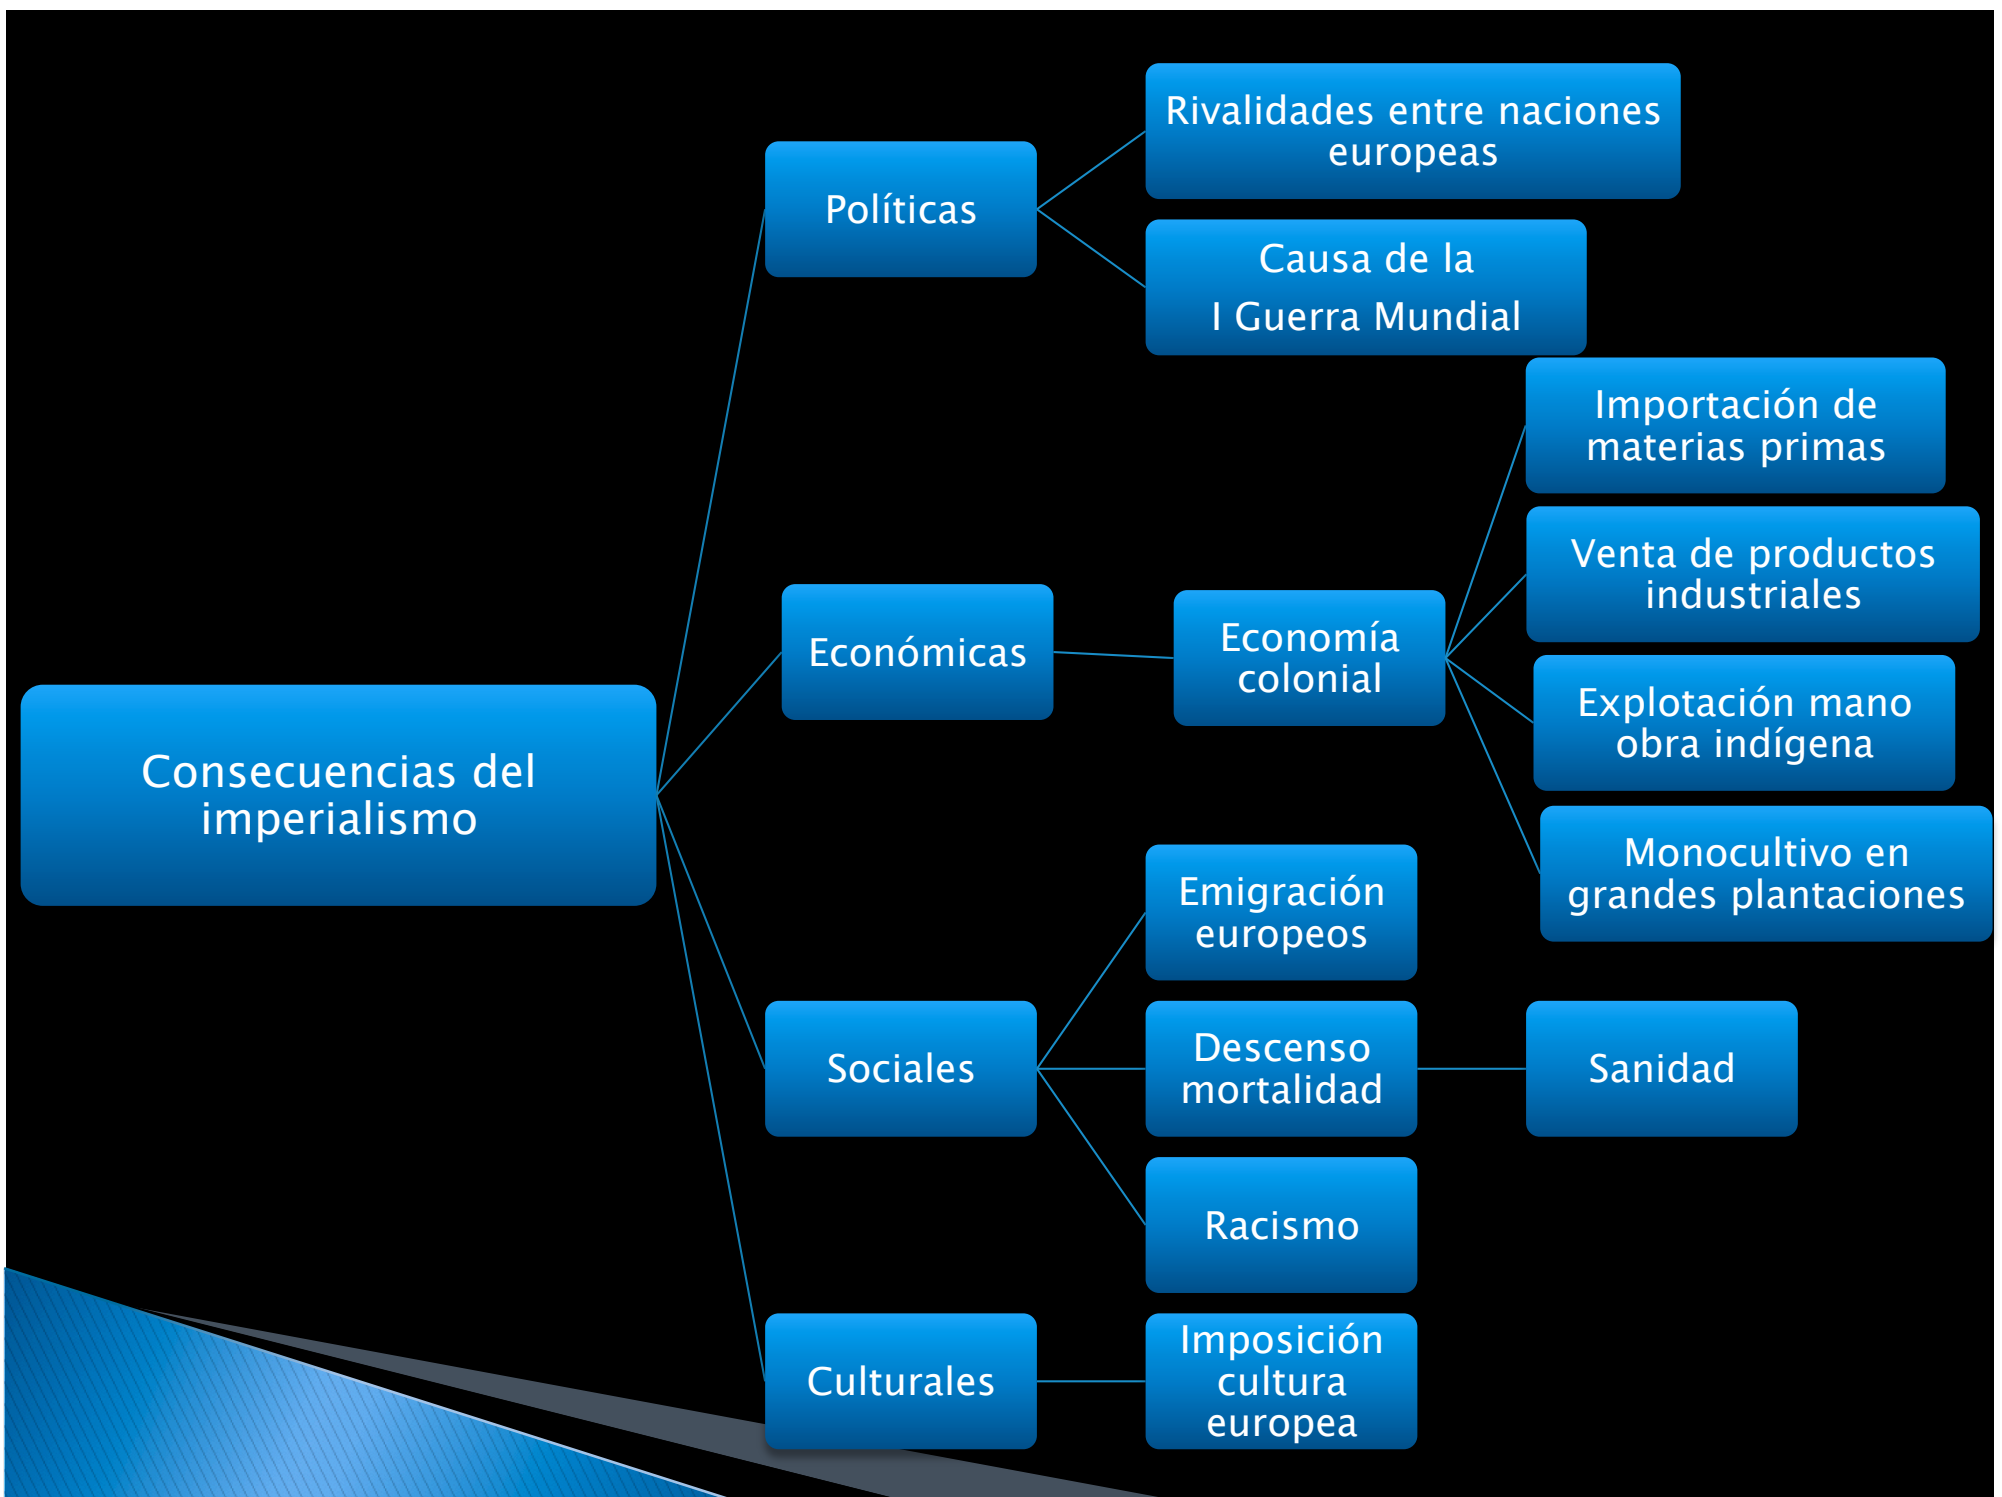 Consecuencias del
imperialismo
Políticas
Rivalidades entre naciones
europeas
Causa de la
I Guerra Mundial
Económicas
Economía
colonial
Importación de
materias primas
Venta de productos
industriales
Explotación mano
obra indígena
Monocultivo en
grandes plantaciones
Sociales
Emigración
europeos
Descenso
mortalidad
Sanidad
Racismo
Culturales
Imposición
cultura
europea